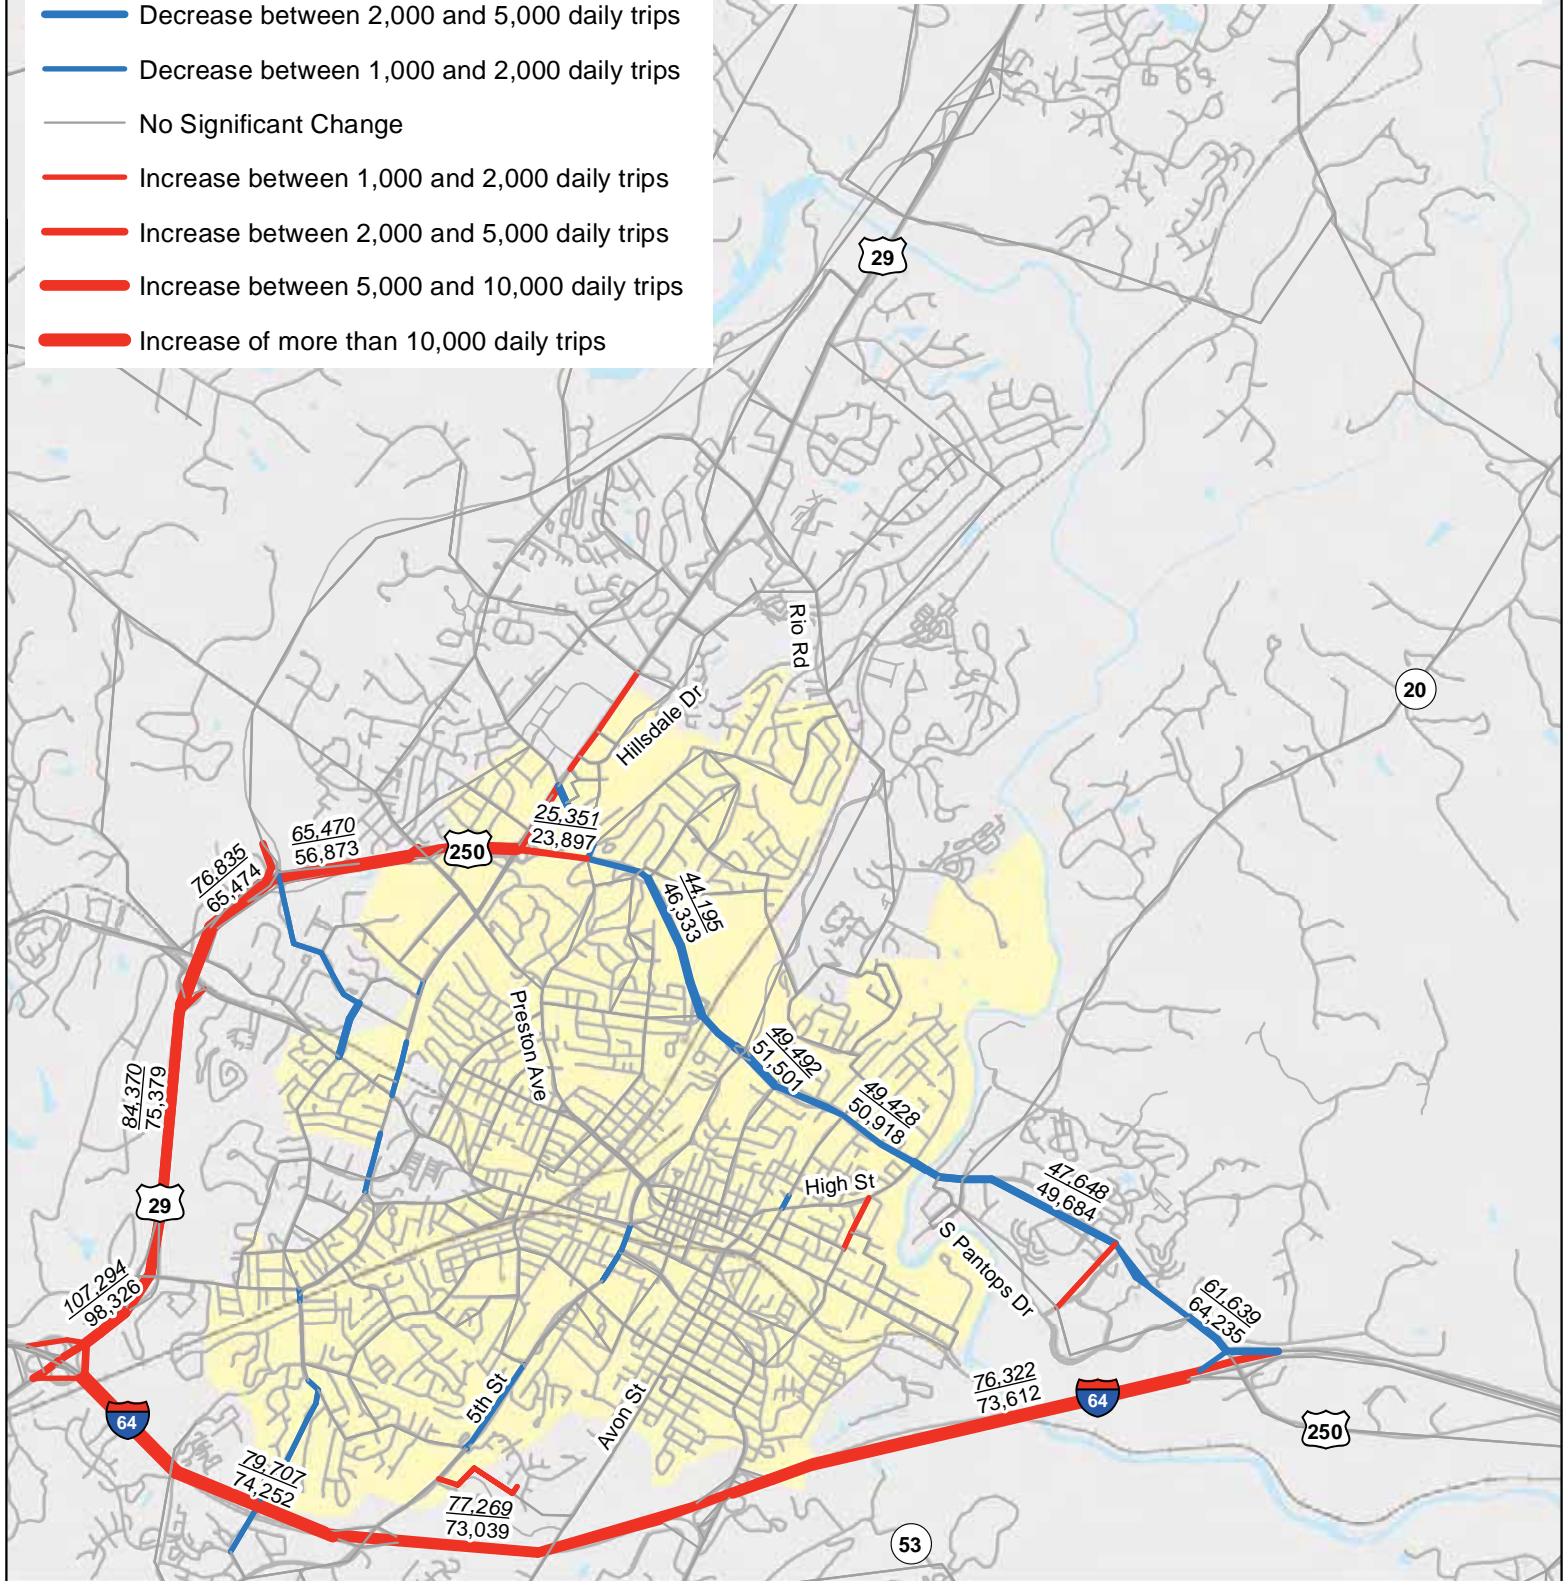 Decrease between 2,000 and 5,000 daily trips
Decrease between 1,000 and 2,000 daily trips
No Significant Change
Increase between 1,000 and 2,000 daily trips
Increase between 2,000 and 5,000 daily trips
Increase between 5,000 and 10,000 daily trips
Increase of more than 10,000 daily trips
29
Rio Rd
20
Hillsdale Dr
25,351
23,897
65,470
56,873
250
76,835
65,474
44,195
46,333
Preston Ave
49,492
51,501
84,370
75,379
49,428
50,918
High St
47,648
49,684
29
S Pantops Dr
107,294
98,326
61,639
64,235
76,322
73,612
64
5th St
Avon St
64
250
79,707
74,252
77,269
73,039
53